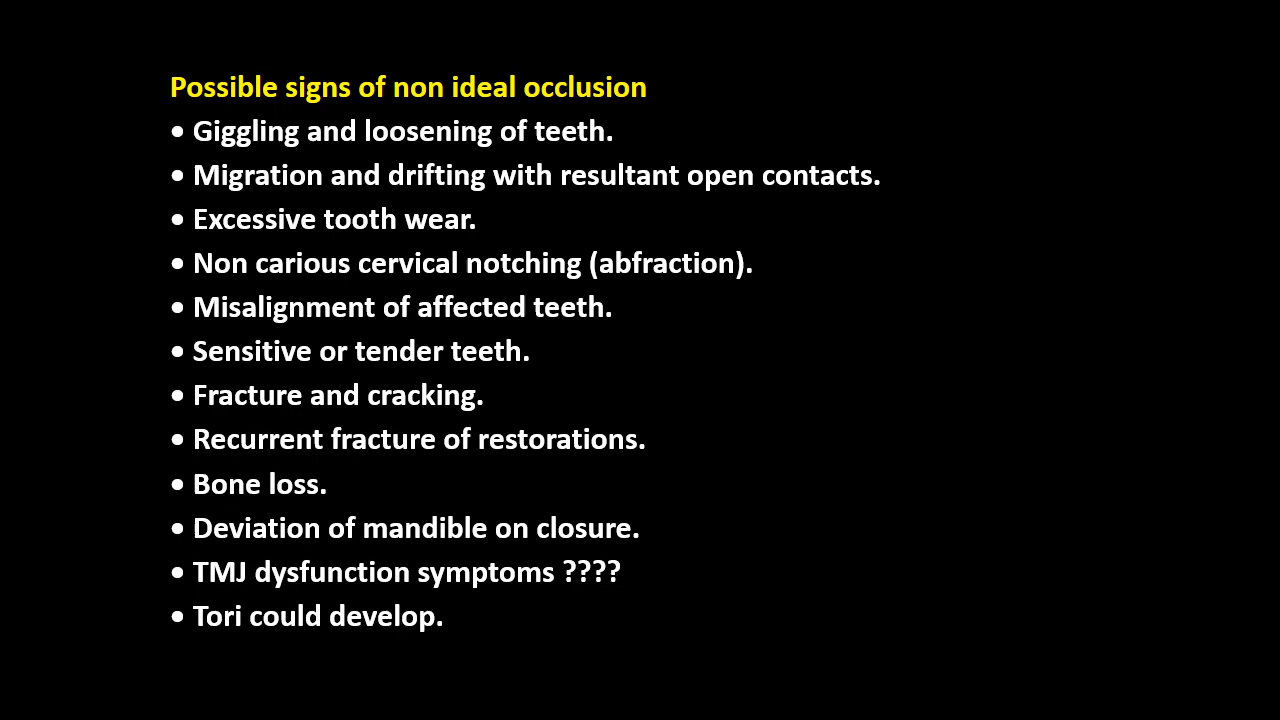 Possible signs of non ideal occlusion
• Giggling and loosening of teeth.
• Migration and drifting with resultant open contacts.
• Excessive tooth wear.
• Non carious cervical notching (abfraction).
• Misalignment of affected teeth.
• Sensitive or tender teeth.
• Fracture and cracking.
• Recurrent fracture of restorations.
• Bone loss.
• Deviation of mandible on closure.
• TMJ dysfunction symptoms ????
• Tori could develop.